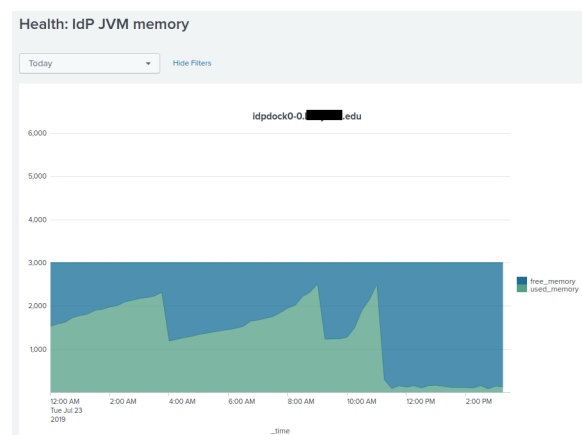 Health: IdP JVM memory
Today
Hide Filters
idpdock0-0. .edu
6,000
5,000
4,000
3,000
2,000
1,000
free_memory
used_memory
12:00 AM 2:00 AM 4:00 AM 6:00 AM 8:00 AM 10:00 AM 12:00 PM 2:00 PM
Tue Jul 23
2019
_time